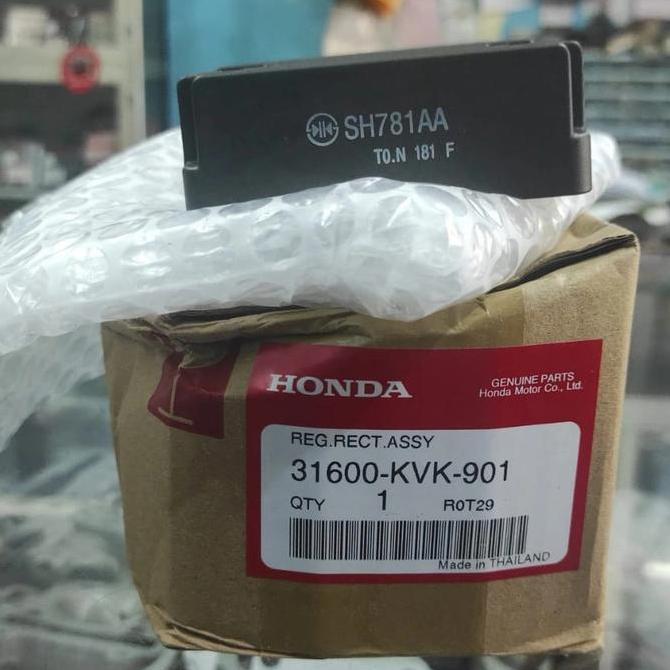 SH781AA
TO.N 181 F
HONDA
GENUINE PARTS
Honda Motor Co., Ltd.
REG.RECT.ASSY
31600-KVK-901
QTY 1 R0T29
Made in THAILAND